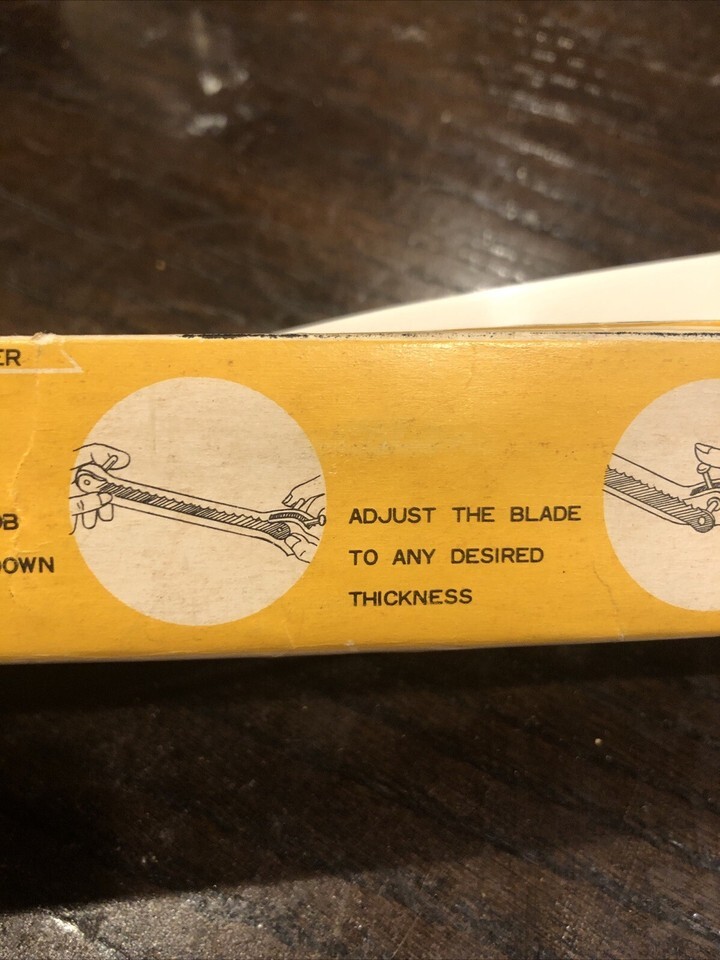 ER
OB
DOWN
ADJUST THE BLADE
TO ANY DESIRED
THICKNESS